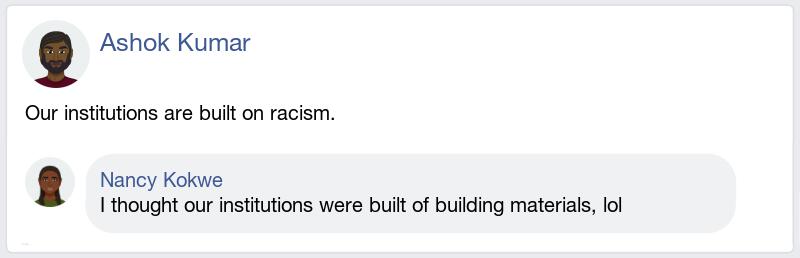 Ashok Kumar
Our institutions are built on racism.
Nancy Kokwe
I thought our institutions were built of building materials, lol